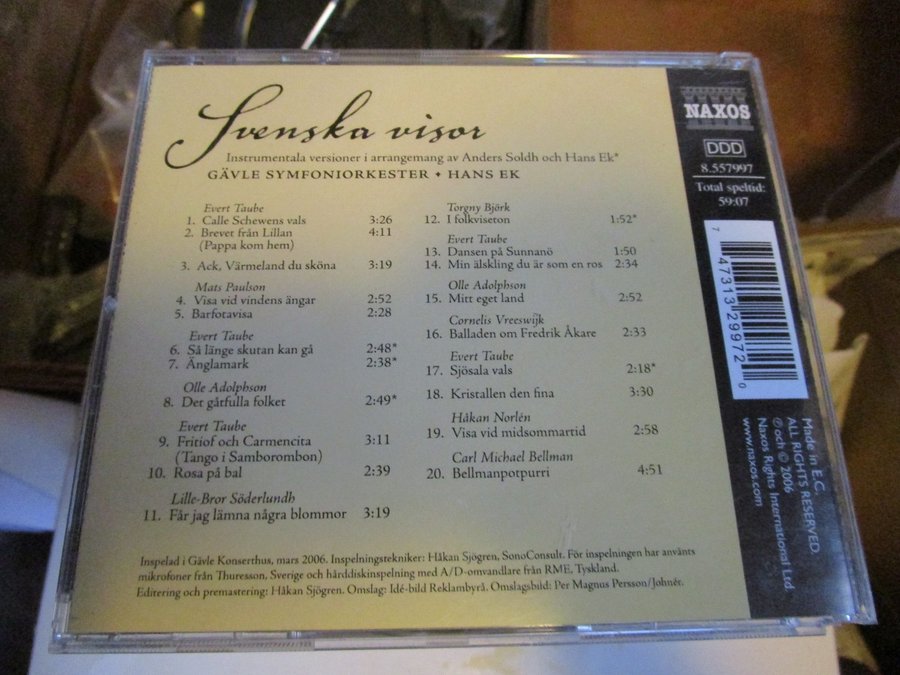 Svenska visor
Instrumentala versioner i arrangemang av Anders Soldh och Hans Ek*
GÄVLE SYMFONIORKESTER • HANS EK
Evert Taube
1. Calle Schewens vals 3:26
2. Brevet från Lillan 4:11
(Pappa kom hem)
3. Ack, Värmeland du sköna 3:19
Mats Paulson
4. Visa vid vindens ängar 2:52
5. Barfotavisa 2:28
Evert Taube
6. Så länge skutan kan gå 2:48*
7. Änglamark 2:38*
Olle Adolphson
8. Det gåtfulla folket 2:49*
Evert Taube
9. Fritiof och Carmencita 3:11
(Tango i Samborombon)
10. Rosa på bal 2:39
Lille-Bror Söderlundh
11. Får jag lämna några blommor 3:19
Torgny Björk
12. I folkviseton 1:52*
Evert Taube
13. Dansen på Sunnanö 1:50
14. Min älskling du är som en ros 2:34
Olle Adolphson
15. Mitt eget land 2:52
Cornelis Vreeswijk
16. Balladen om Fredrik Åkare 2:33
Evert Taube
17. Sjösala vals 2:18*
18. Kristallen den fina 3:30
Håkan Norlén
19. Visa vid midsommartid 2:58
Carl Michael Bellman
20. Bellmanpotpurri 4:51
Inspelad i Gävle Konserthus, mars 2006. Inspelningstekniker: Håkan Sjögren, SonoConsult. För inspelningen har använts
mikrofoner från Thuresson, Sverige och hårddiskinspelning med A/D-omvandlare från RME, Tyskland.
Editering och premastering: Håkan Sjögren. Omslag: Idé-bild Reklambyrå. Omslagsbild: Per Magnus Persson/Johnér.
NAXOS
DDD
8.557997
Total speltid:
59:07
7 47313 29972 0
Made in E.C.
ALL RIGHTS RESERVED.
℗ och © 2006
Naxos Rights International Ltd
www.naxos.com